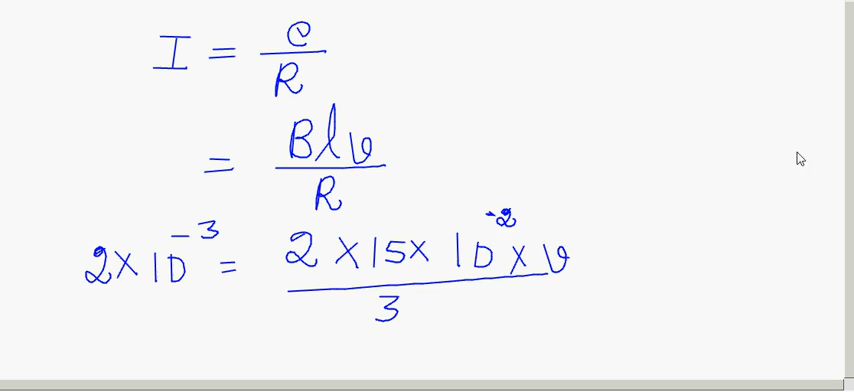 I = e/R
= Blv/R
2×10⁻³ = 2×15×10⁻²×v/3